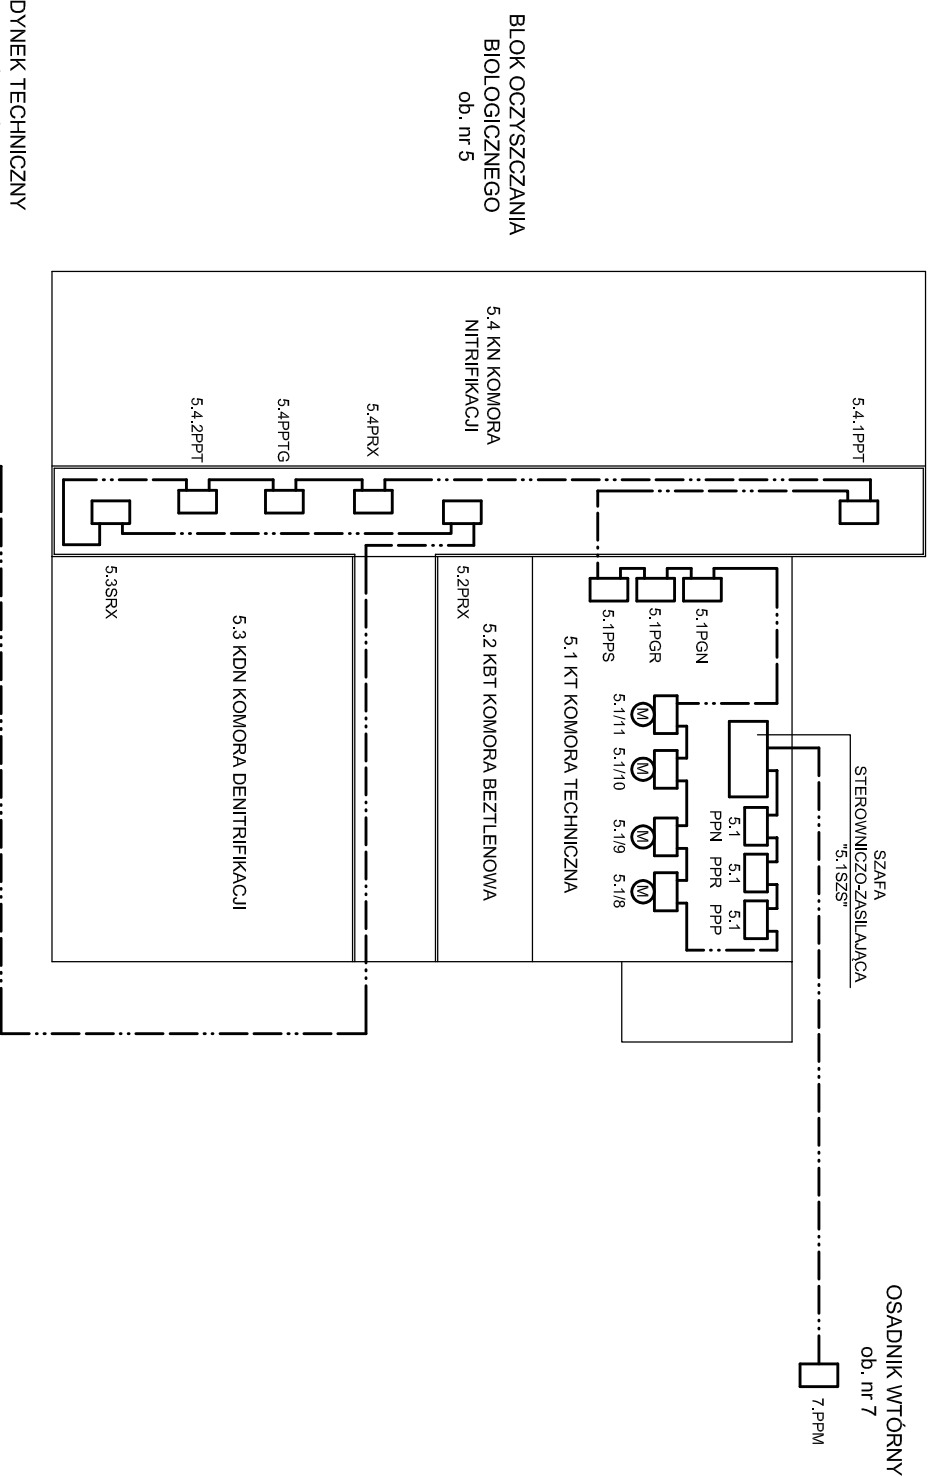 BLOK OCZYSZCZANIA
BIOLOGICZNEGO
ob. nr 5
DYNEK TECHNICZNY
OSADNIK WTÓRNY
ob. nr 7
7.PPM
SZAFA
STEROWNICZO-ZASILAJĄCA
"5.1SZS"
5.4 KN KOMORA
NITRIFIKACJI
5.4.1PPT
5.4PRX
5.4PPTG
5.4.2PPT
5.2PRX
5.3SRX
5.1PGN
5.1PGR
5.1PPS
5.1
PPN
5.1
PPR
5.1
PPP
M
5.1/11
M
5.1/10
M
5.1/9
M
5.1/8
5.1 KT KOMORA TECHNICZNA
5.2 KBT KOMORA BEZTLENOWA
5.3 KDN KOMORA DENITRIFIKACJI